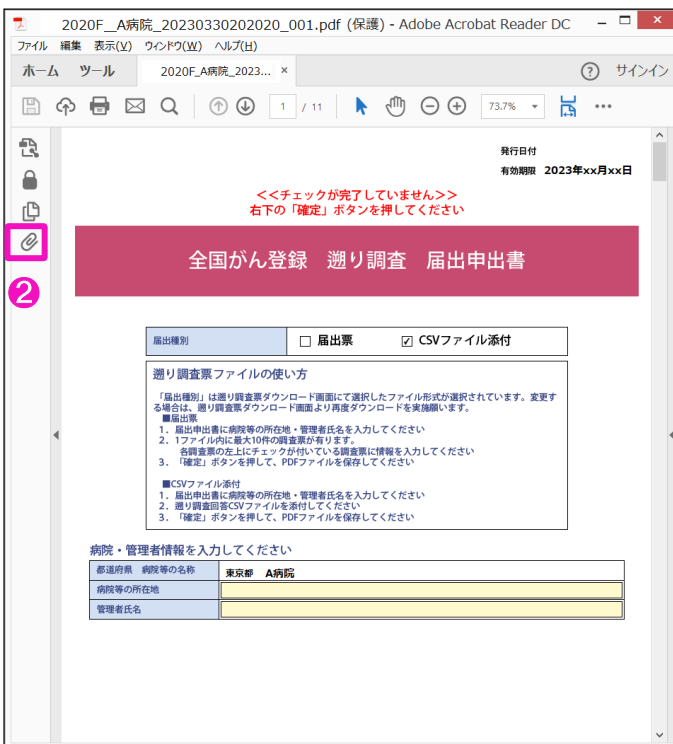 2020F__A病院_20230330202020_001.pdf (保護) - Adobe Acrobat Reader DC
ファイル 編集 表示(V) ウィンドウ(W) ヘルプ(H)
ホーム ツール 2020F_A病院_2023... × サインイン
1 / 11 73.7%
発行日付
有効期限 2023年xx月xx日
<<チェックが完了していません>>
右下の「確定」ボタンを押してください
2
全国がん登録 遡り調査 届出申出書
届出種別 届出票 CSVファイル添付
遡り調査票ファイルの使い方
「届出種別」は遡り調査票ダウンロード画面にて選択したファイル形式が選択されています。変更す
る場合は、遡り調査票ダウンロード画面より再度ダウンロードを実施願います。
■届出票
1. 届出申出書に病院等の所在地・管理者氏名を入力してください
2. 1ファイル内に最大10件の調査票が有ります。
各調査票の左上にチェックが付いている調査票に情報を入力してください
3. 「確定」ボタンを押して、PDFファイルを保存してください
■CSVファイル添付
1. 届出申出書に病院等の所在地・管理者氏名を入力してください
2. 遡り調査回答CSVファイルを添付してください
3. 「確定」ボタンを押して、PDFファイルを保存してください
病院・管理者情報を入力してください
都道府県 病院等の名称 東京都 A病院
病院等の所在地
管理者氏名